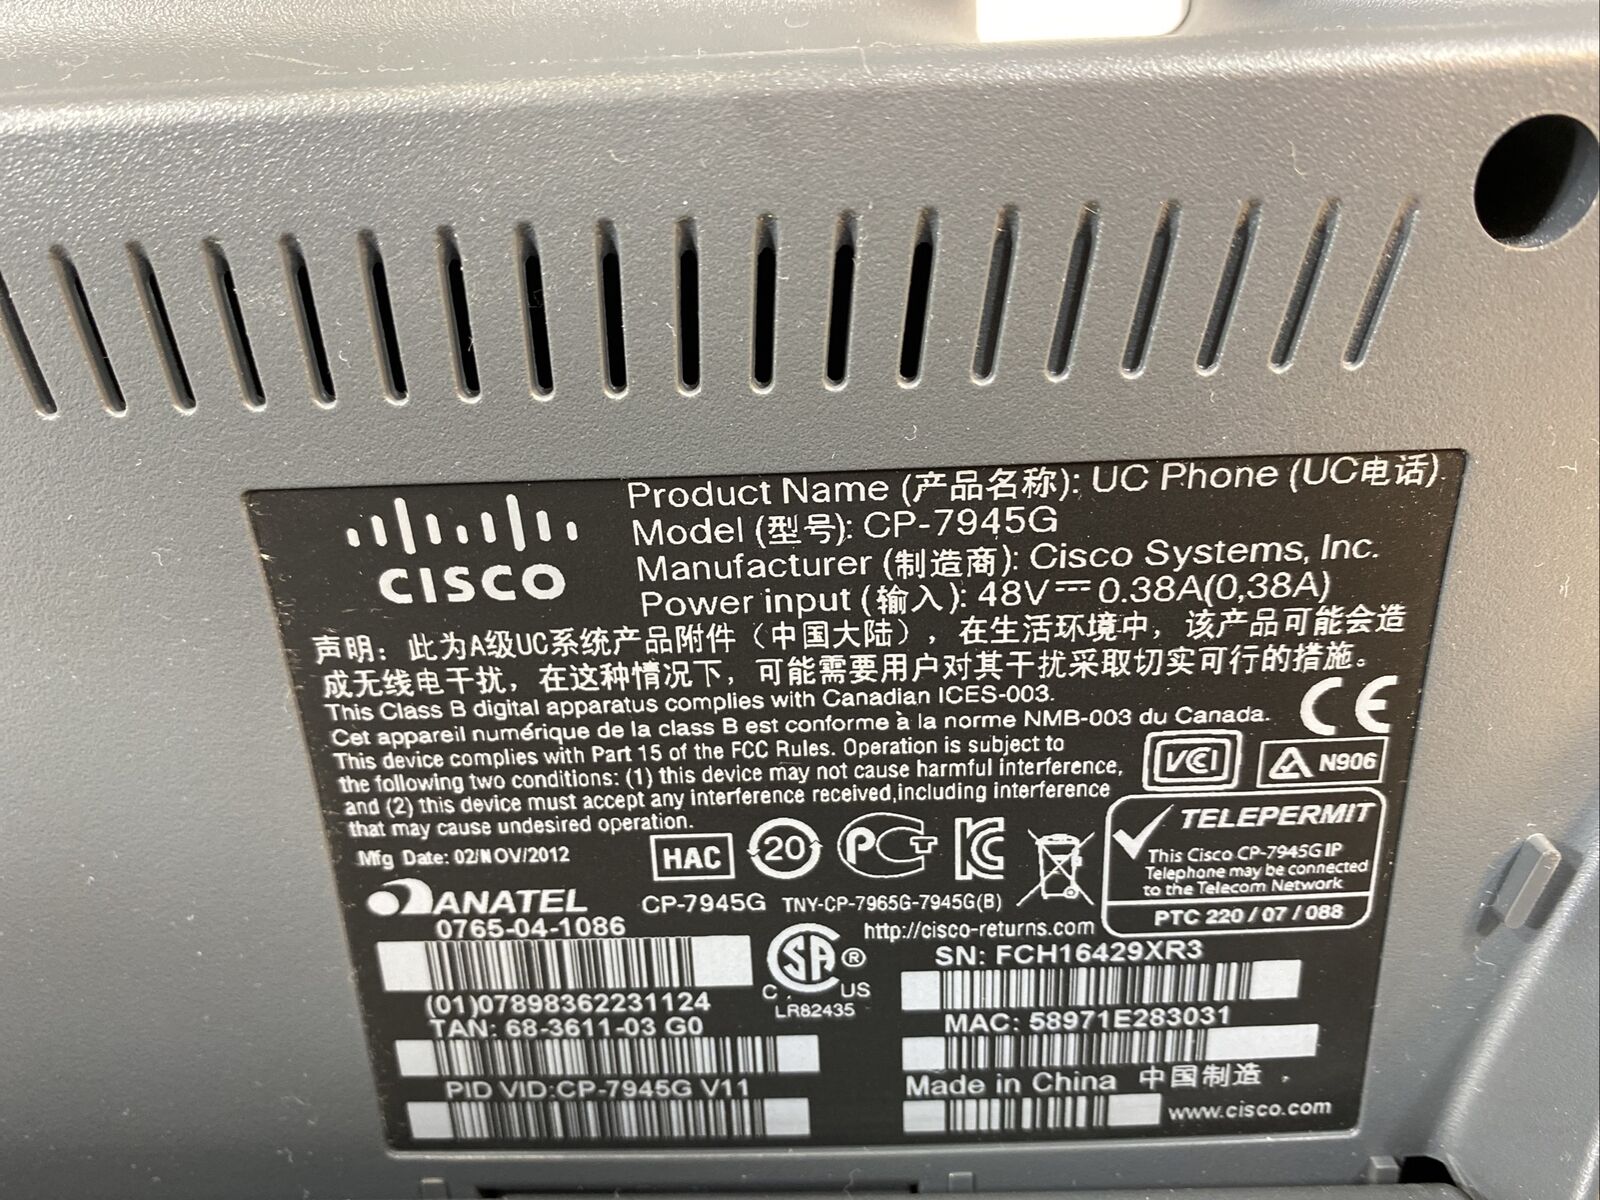 CISCO
Product Name (产品名称): UC Phone (UC电话)
Model (型号): CP-7945G
Manufacturer (制造商): Cisco Systems, Inc.
Power input (输入): 48V⎓0.38A(0,38A)
声明：此为A级UC系统产品附件（中国大陆），在生活环境中，该产品可能会造
成无线电干扰，在这种情况下，可能需要用户对其干扰采取切实可行的措施。
This Class B digital apparatus complies with Canadian ICES-003.
Cet appareil numérique de la class B est conforme à la norme NMB-003 du Canada.
CE
This device complies with Part 15 of the FCC Rules. Operation is subject to
the following two conditions: (1) this device may not cause harmful interference,
and (2) this device must accept any interference received,including interference
that may cause undesired operation.
VCI
N906
Mfg Date: 02/NOV/2012
HAC
20
TELEPERMIT
This Cisco CP-7945G IP
Telephone may be connected
to the Telecom Network
PTC 220 / 07 / 088
ANATEL
CP-7945G
TNY-CP-7965G-7945G(B)
0765-04-1086
http://cisco-returns.com
(01)07898362231124
SA ®
C US
LR82435
SN: FCH16429XR3
TAN: 68-3611-03 G0
MAC: 58971E283031
PID VID:CP-7945G V11
Made in China 中国制造
www.cisco.com